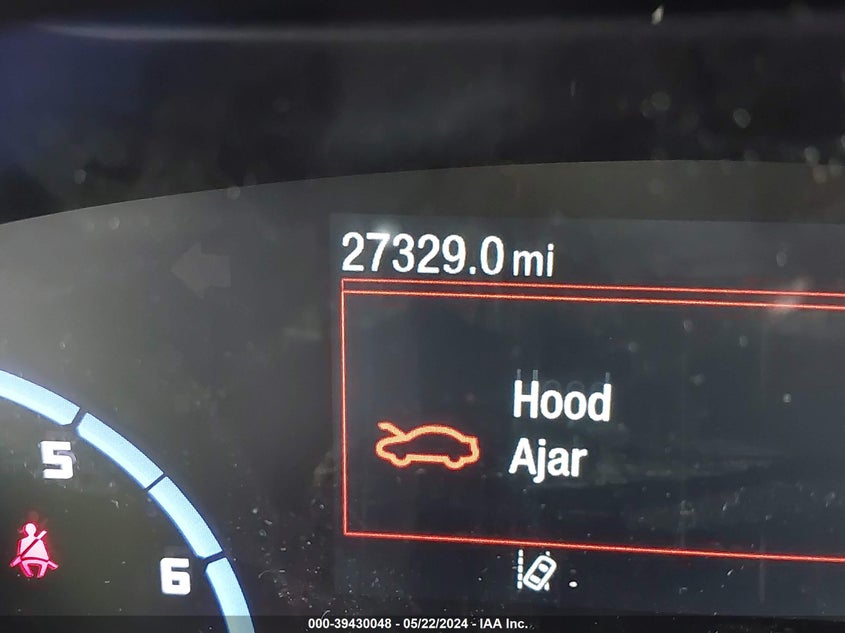 27329.0 mi
Hood
Ajar
5
6
000-39430048 - 05/22/2024 - IAA Inc.